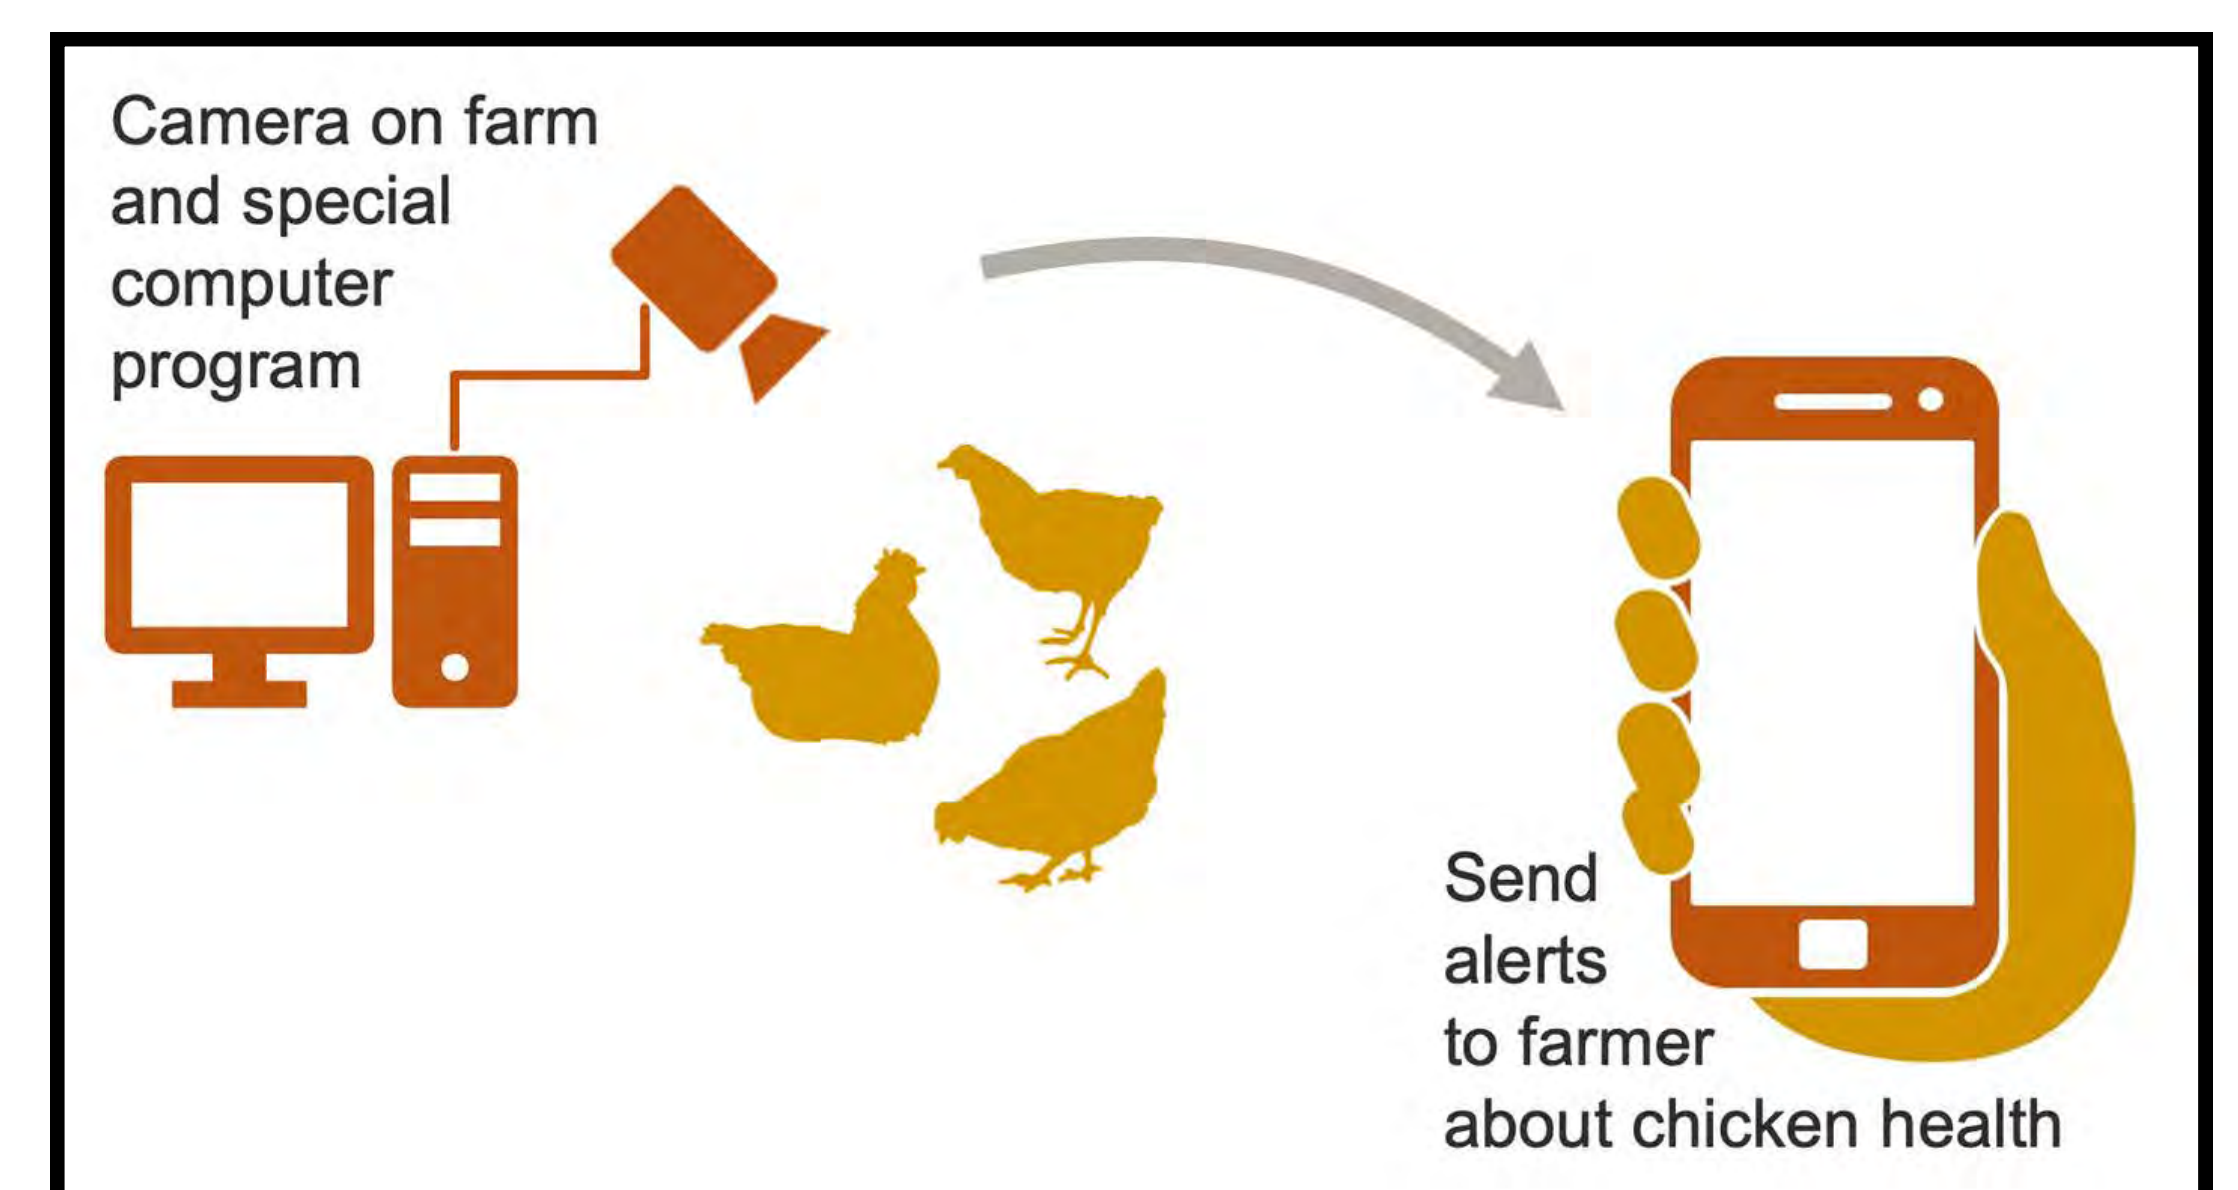 Camera on farm
and special
computer
program
Send
alerts
to farmer
about chicken health